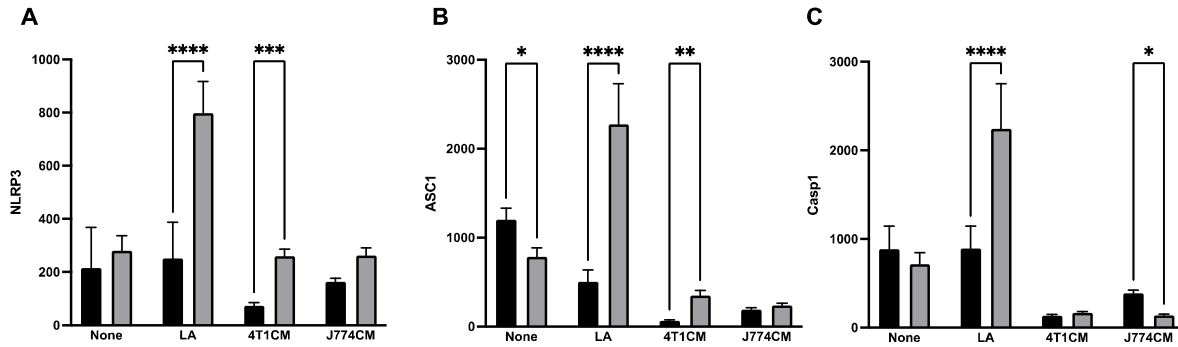 A
NLRP3
1000
800
600
400
200
0
****
***
None LA 4T1CM J774CM
B
ASC1
3000
2000
1000
0
*
****
**
None LA 4T1CM J774CM
C
Casp1
3000
2000
1000
0
****
*
None LA 4T1CM J774CM